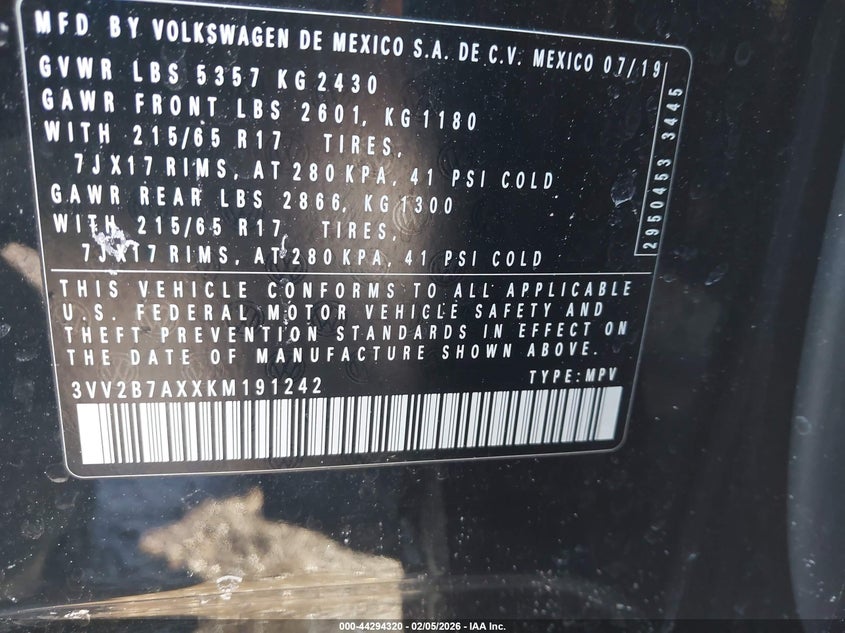 MFD BY VOLKSWAGEN DE MEXICO S.A. DE C.V. MEXICO 07/19
GVWR LBS 5357 KG 2430
GAWR FRONT LBS 2601, KG 1180
WITH 215/65 R17 TIRES,
7JX17 RIMS, AT 280 KPA, 41 PSI COLD
GAWR REAR LBS 2866, KG 1300
WITH 215/65 R17 TIRES,
7JX17 RIMS, AT 280 KPA, 41 PSI COLD
2950453 3445
THIS VEHICLE CONFORMS TO ALL APPLICABLE
U.S. FEDERAL MOTOR VEHICLE SAFETY AND
THEFT PREVENTION STANDARDS IN EFFECT ON
THE DATE OF MANUFACTURE SHOWN ABOVE.
3VV2B7AXXKM191242 TYPE: MPV
000-44294320 - 02/05/2026 - IAA Inc.